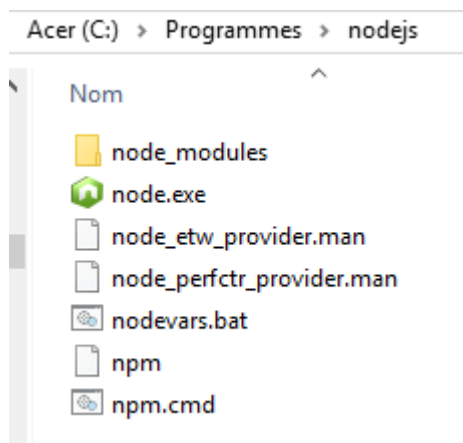 Acer (C:) > Programmes > nodejs
Nom
node_modules
node.exe
node_etw_provider.man
node_perfctr_provider.man
nodevars.bat
npm
npm.cmd